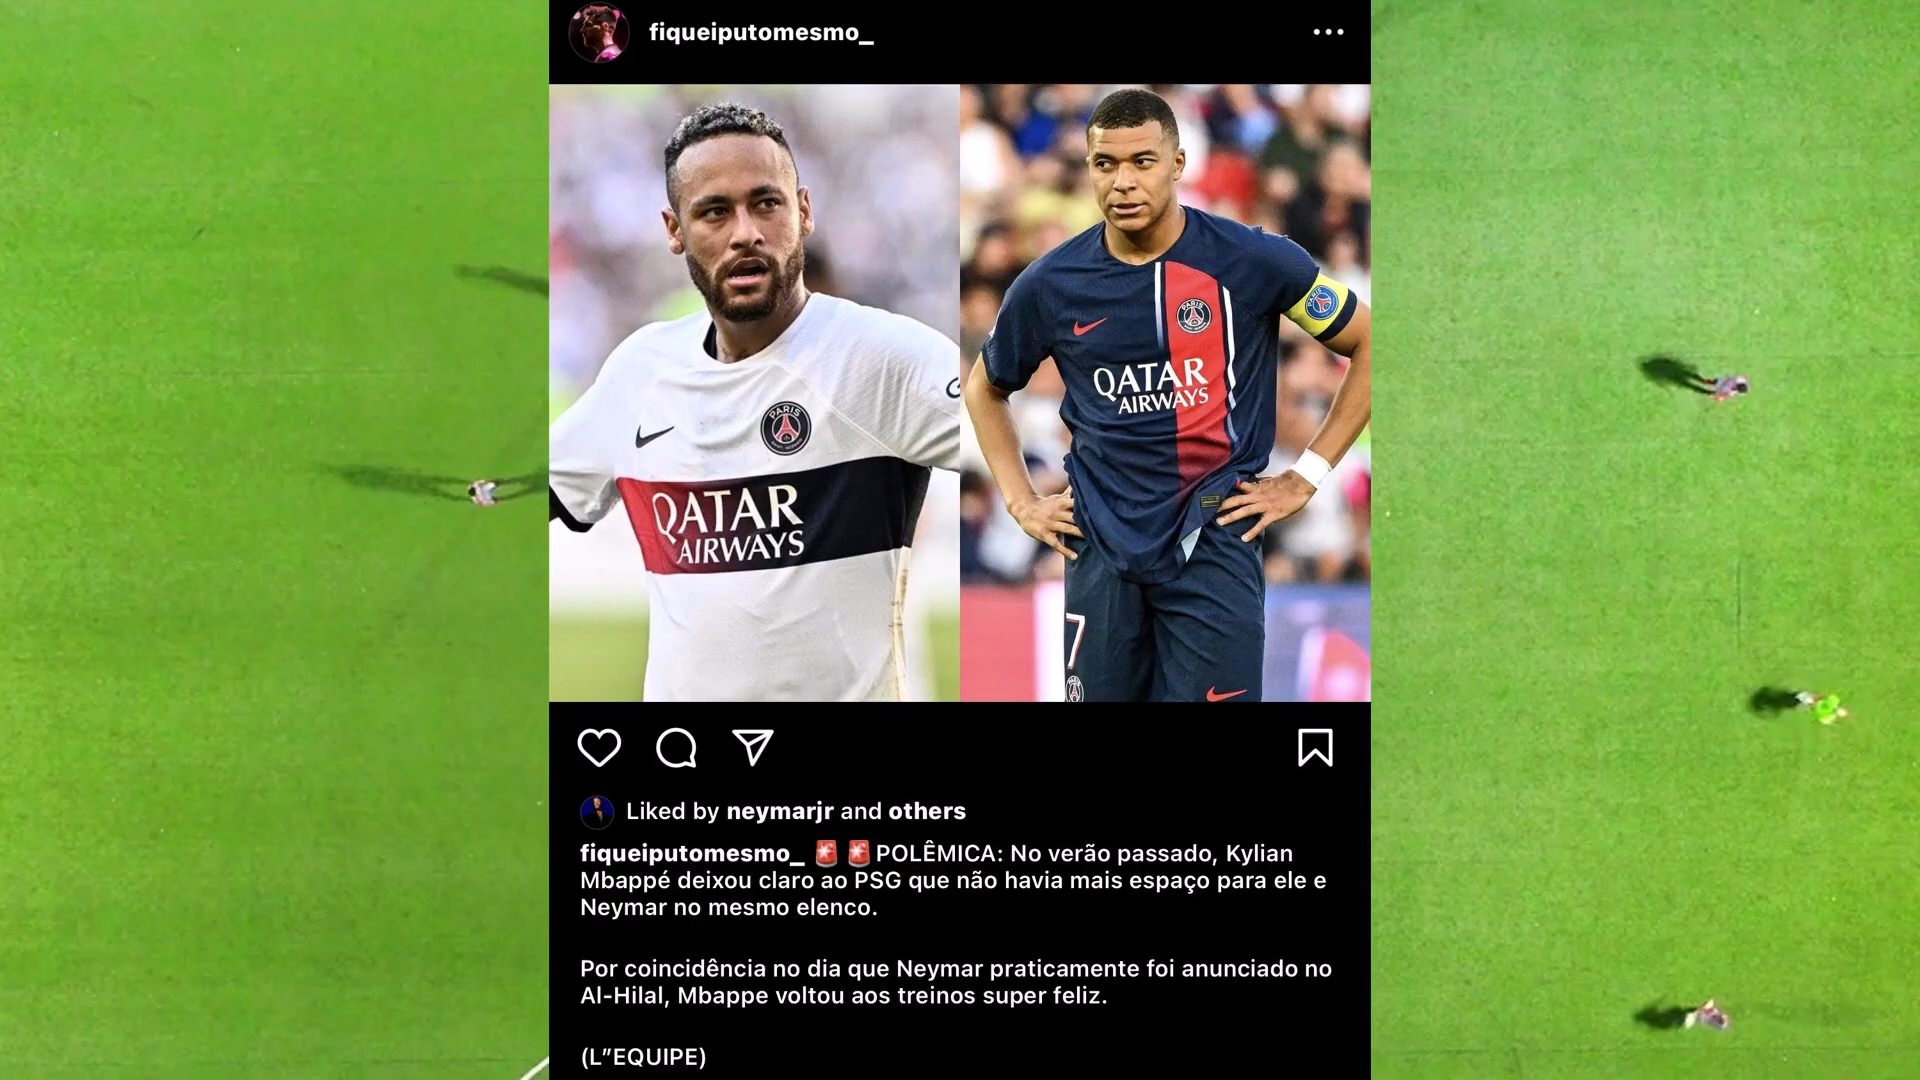 fiqueiputomesmo_
PARIS
QATAR
AIRWAYS
PARIS
PARIS
QATAR
AIRWAYS
7
Liked by neymarjr and others
fiqueiputomesmo_ 🚨🚨POLÊMICA: No verão passado, Kylian
Mbappé deixou claro ao PSG que não havia mais espaço para ele e
Neymar no mesmo elenco.
Por coincidência no dia que Neymar praticamente foi anunciado no
Al-Hilal, Mbappe voltou aos treinos super feliz.
(L”EQUIPE)